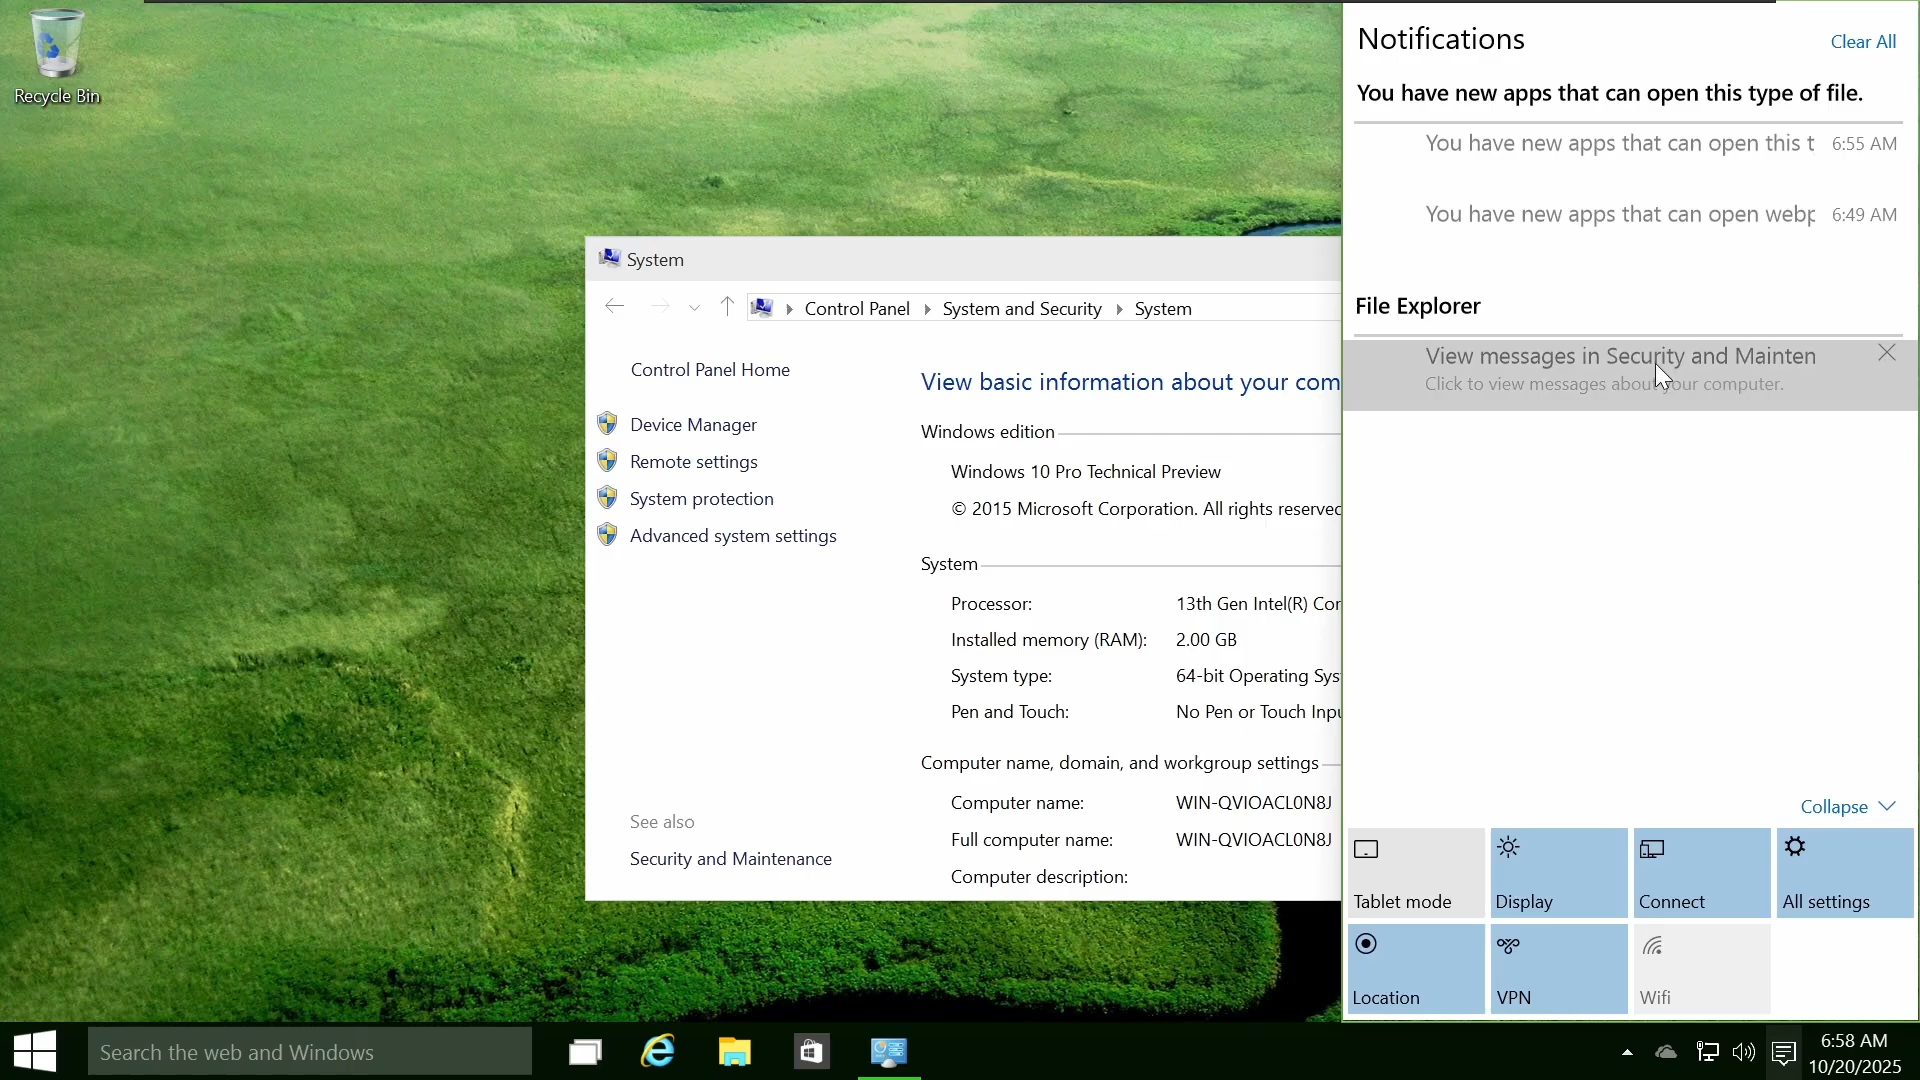 Recycle Bin
System
Control Panel
System and Security
System
Control Panel Home
Device Manager
Remote settings
System protection
Advanced system settings
See also
Security and Maintenance
View basic information about your com
Windows edition
Windows 10 Pro Technical Preview
© 2015 Microsoft Corporation. All rights reserved
System
Processor: 13th Gen Intel(R) Cor
Installed memory (RAM): 2.00 GB
System type: 64-bit Operating Sys
Pen and Touch: No Pen or Touch Inpu
Computer name, domain, and workgroup settings
Computer name: WIN-QVIOACL0N8J
Full computer name: WIN-QVIOACL0N8J
Computer description:
Notifications
Clear All
You have new apps that can open this type of file.
You have new apps that can open this t 6:55 AM
You have new apps that can open webp 6:49 AM
File Explorer
View messages in Security and Mainten
Click to view messages about your computer.
Collapse
Tablet mode
Display
Connect
All settings
Location
VPN
Wifi
Search the web and Windows
6:58 AM
10/20/2025